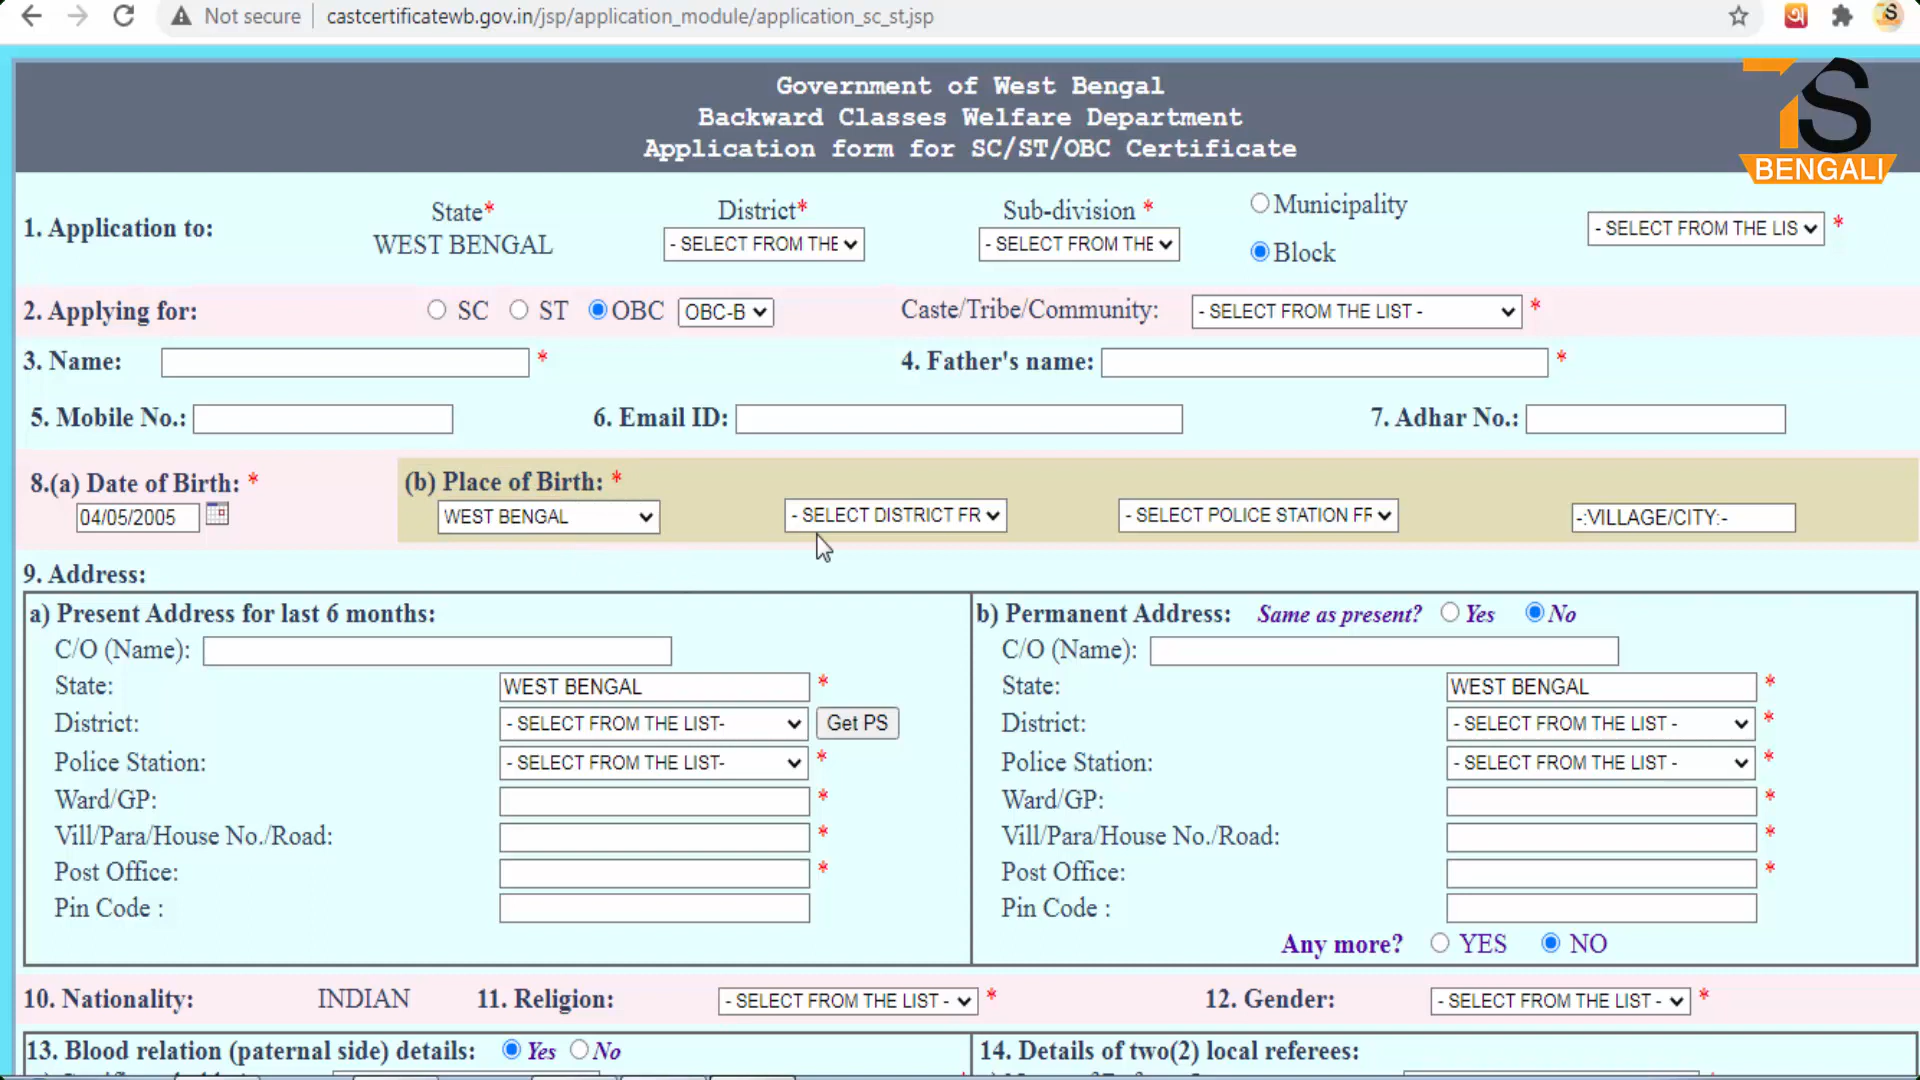 Not secure castcertificatewb.gov.in/jsp/application_module/application_sc_st.jsp
Government of West Bengal
Backward Classes Welfare Department
Application form for SC/ST/OBC Certificate
TS
BENGALI
1. Application to: State* District* Sub-division * Municipality
WEST BENGAL - SELECT FROM THE - SELECT FROM THE Block - SELECT FROM THE LIS *
2. Applying for: SC ST OBC OBC-B Caste/Tribe/Community: - SELECT FROM THE LIST - *
3. Name: * 4. Father's name: *
5. Mobile No.: 6. Email ID: 7. Adhar No.:
8.(a) Date of Birth: * (b) Place of Birth: *
04/05/2005 WEST BENGAL - SELECT DISTRICT FR - SELECT POLICE STATION FF -:VILLAGE/CITY:-
9. Address:
a) Present Address for last 6 months:
C/O (Name):
State: WEST BENGAL *
District: - SELECT FROM THE LIST- Get PS
Police Station: - SELECT FROM THE LIST- *
Ward/GP: *
Vill/Para/House No./Road: *
Post Office: *
Pin Code :
b) Permanent Address: Same as present? Yes No
C/O (Name):
State: WEST BENGAL *
District: - SELECT FROM THE LIST - *
Police Station: - SELECT FROM THE LIST - *
Ward/GP: *
Vill/Para/House No./Road: *
Post Office: *
Pin Code :
Any more? YES NO
10. Nationality: INDIAN 11. Religion: - SELECT FROM THE LIST - * 12. Gender: - SELECT FROM THE LIST - *
13. Blood relation (paternal side) details: Yes No
14. Details of two(2) local referees: